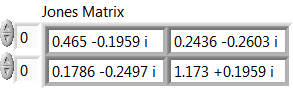 Jones Matrix
0 0.465 -0.1959 i 0.2436 -0.2603 i
0 0.1786 -0.2497 i 1.173 +0.1959 i